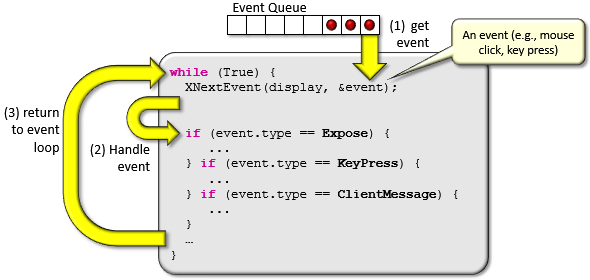 Event Queue
(1) get
event
An event (e.g., mouse
click, key press)
while (True) {
XNextEvent(display, &event);
(3) return
to event
loop
(2) Handle
event
if (event.type == Expose) {
...
} if (event.type == KeyPress) {
...
} if (event.type == ClientMessage) {
...
}
…
}